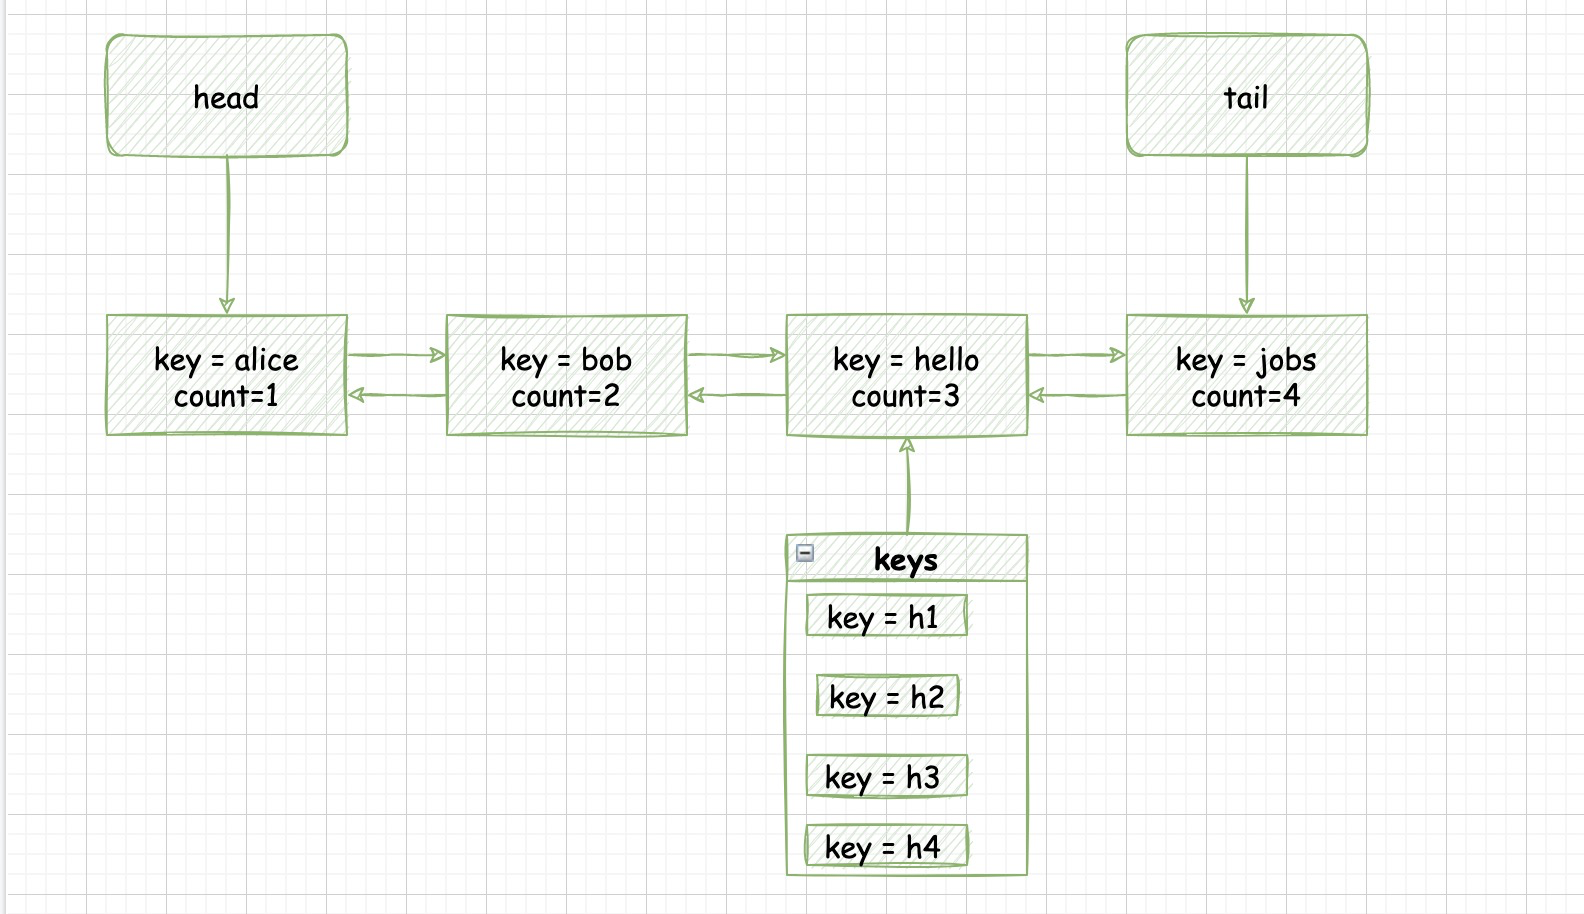 head
tail
key = alice
count=1
key = bob
count=2
key = hello
count=3
key = jobs
count=4
keys
key = h1
key = h2
key = h3
key = h4